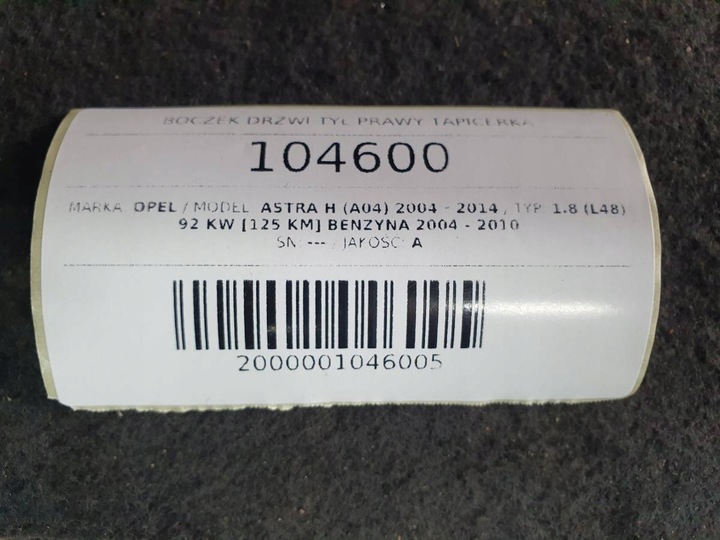 BOCZEK DRZWI TYŁ PRAWY TAPICERKA
104600
MARKA: OPEL / MODEL: ASTRA H (A04) 2004 - 2014 / TYP: 1.8 (L48)
92 KW [125 KM] BENZYNA 2004 - 2010
SN: --- / JAKOŚĆ: A
2000001046005